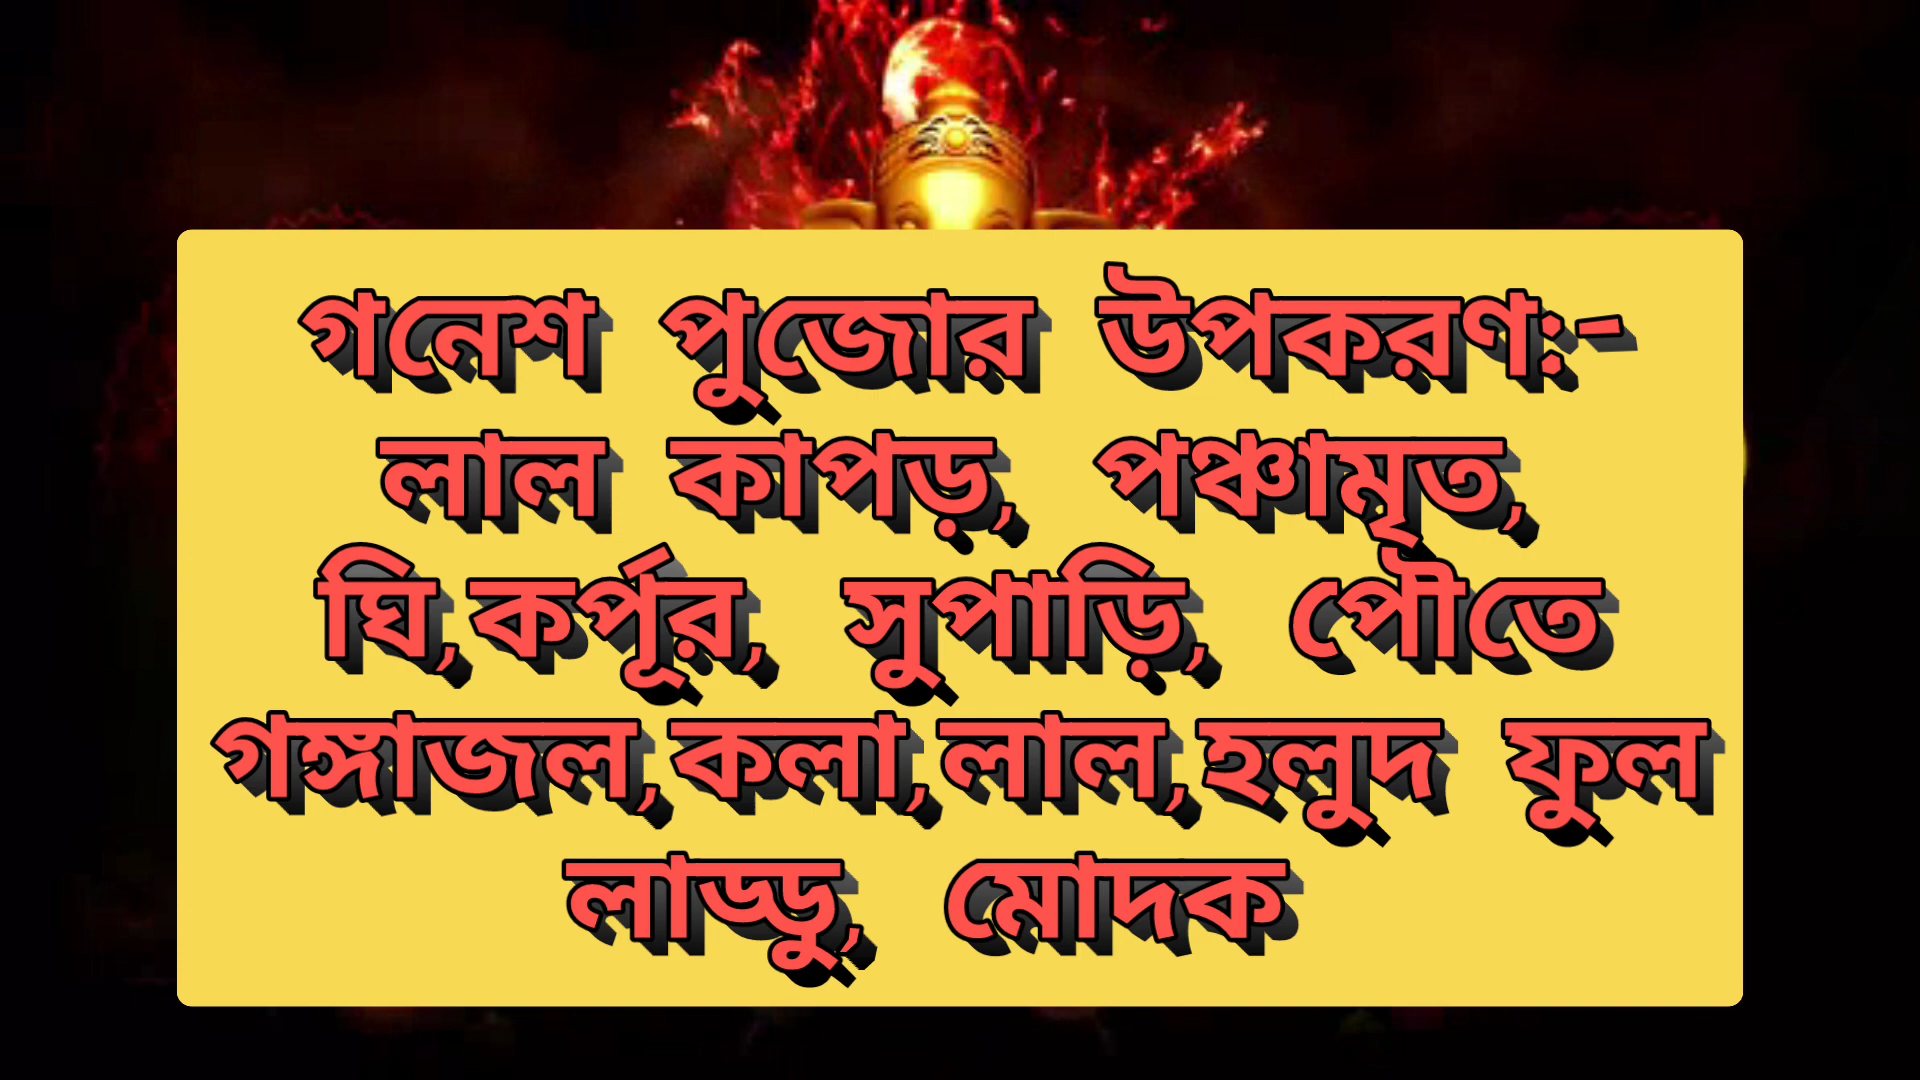 গনেশ পুজোর উপকরণ:-
লাল কাপড়, পঞ্চামৃত,
ঘি,কর্পূর, সুপাড়ি, পৌতে
গঙ্গাজল,কলা,লাল,হলুদ ফুল
লাড্ডু, মোদক